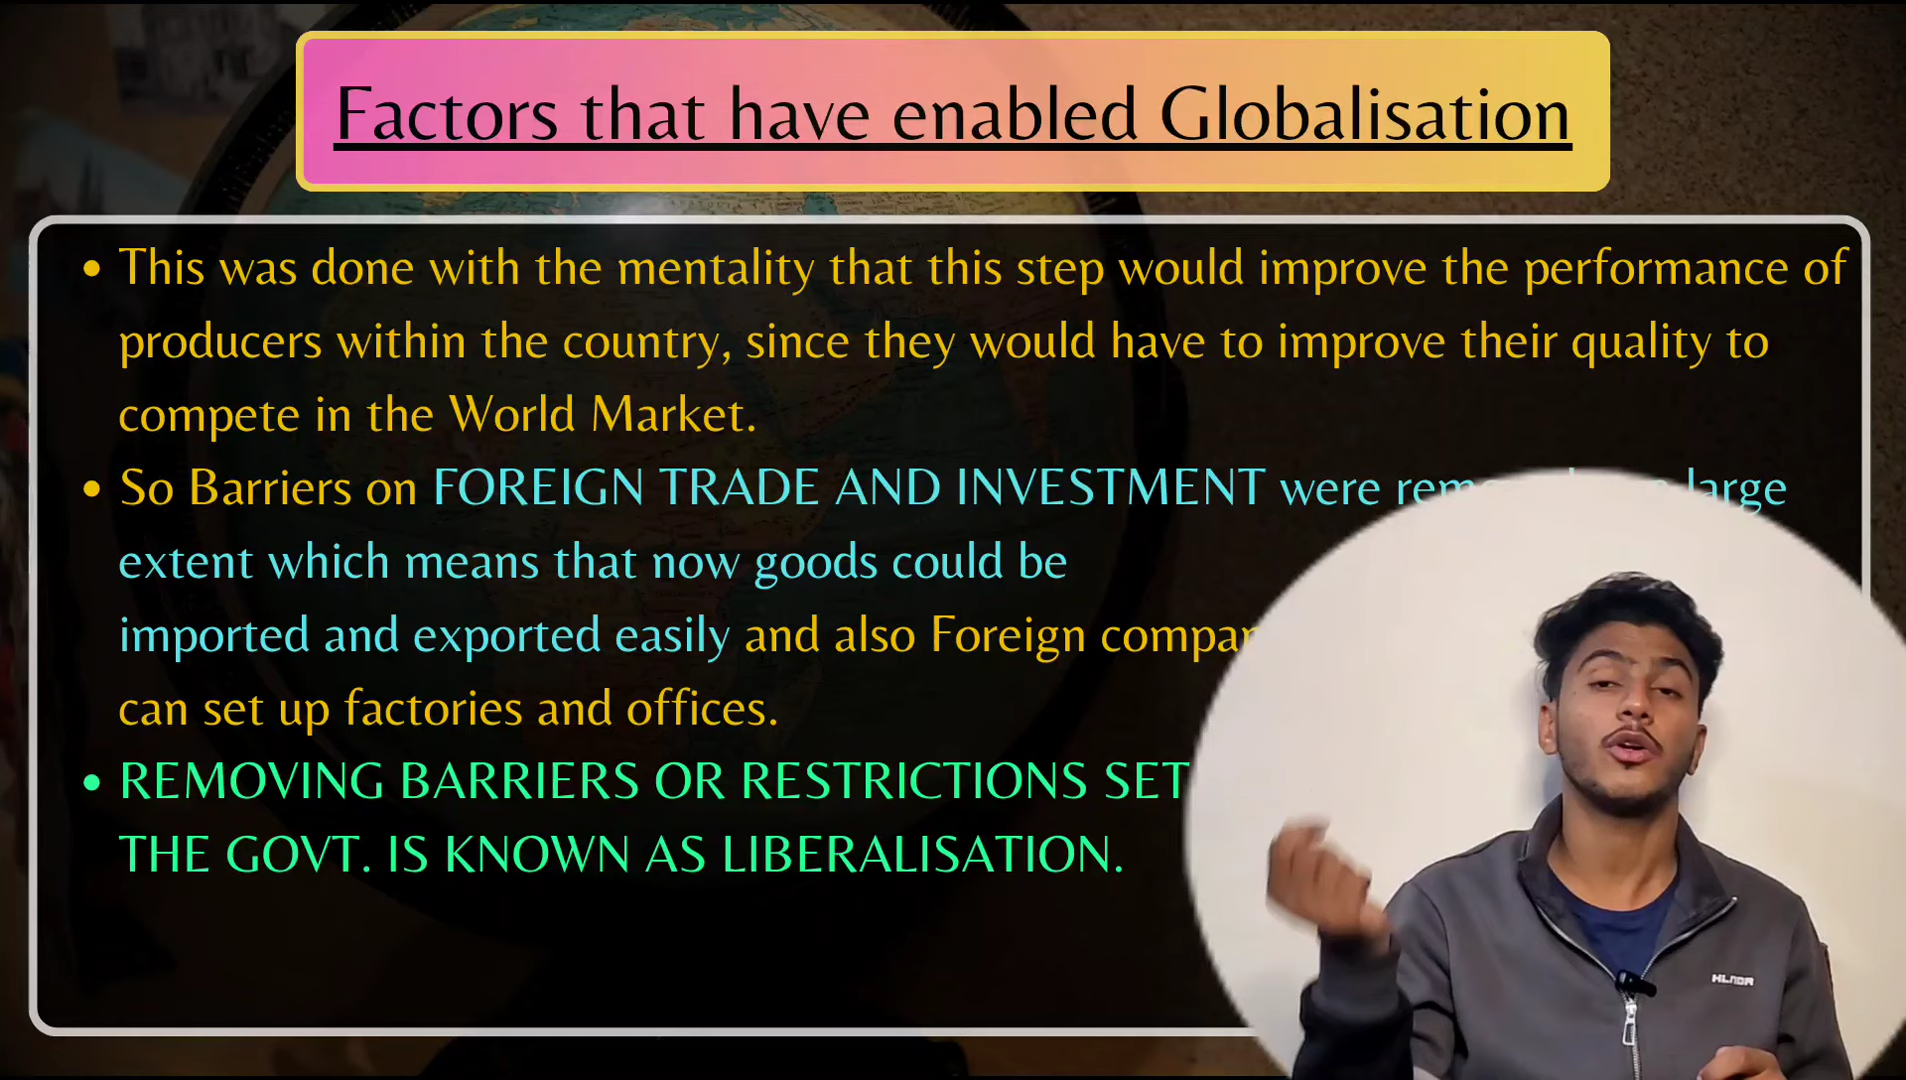 Factors that have enabled Globalisation
• This was done with the mentality that this step would improve the performance of
producers within the country, since they would have to improve their quality to
compete in the World Market.
• So Barriers on FOREIGN TRADE AND INVESTMENT were large
extent which means that now goods could be
imported and exported easily and also Foreign
can set up factories and offices.
• REMOVING BARRIERS OR RESTRICTIONS SET
THE GOVT. IS KNOWN AS LIBERALISATION.